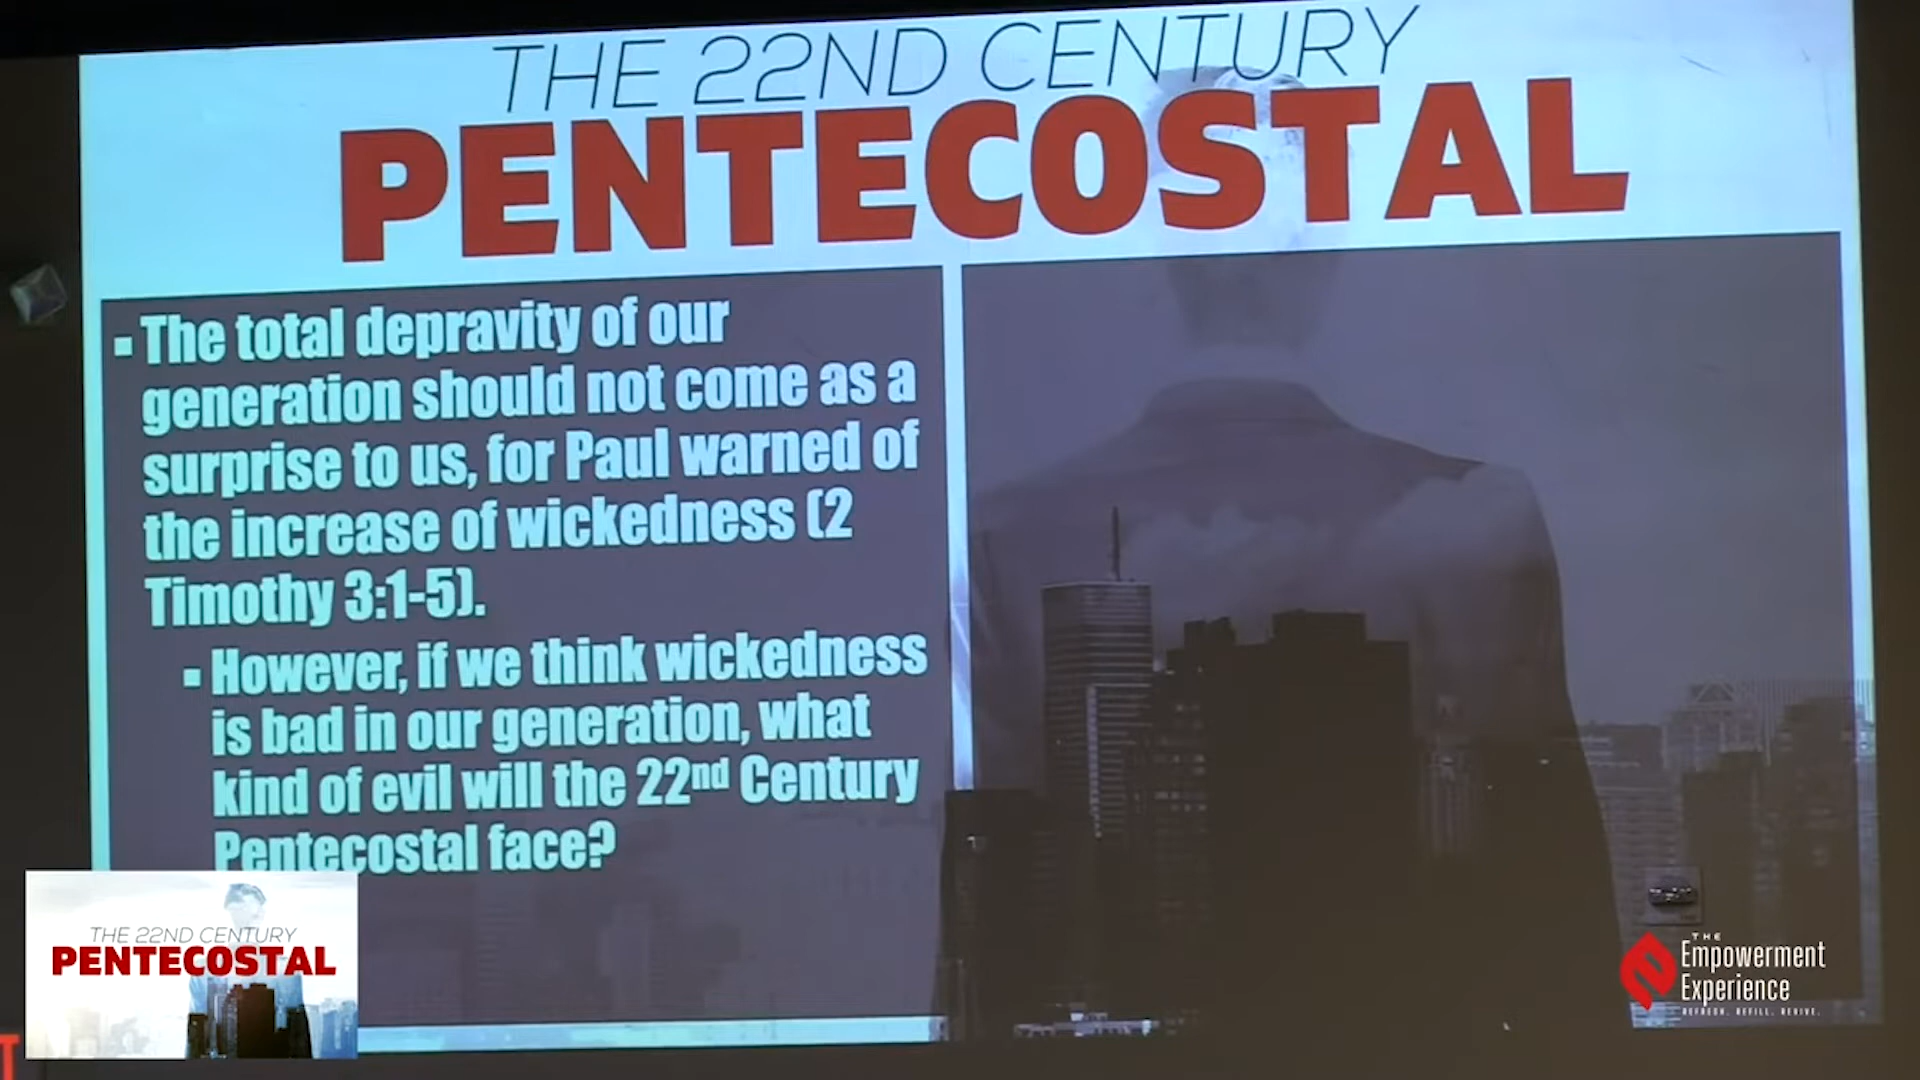 THE 22ND CENTURY
PENTECOSTAL
▪ The total depravity of our
generation should not come as a
surprise to us, for Paul warned of
the increase of wickedness (2
Timothy 3:1-5).
▪ However, if we think wickedness
is bad in our generation, what
kind of evil will the 22nd Century
Pentecostal face?
THE 22ND CENTURY
PENTECOSTAL
THE
Empowerment
Experience
REFRESH. REFILL. REVIVE.